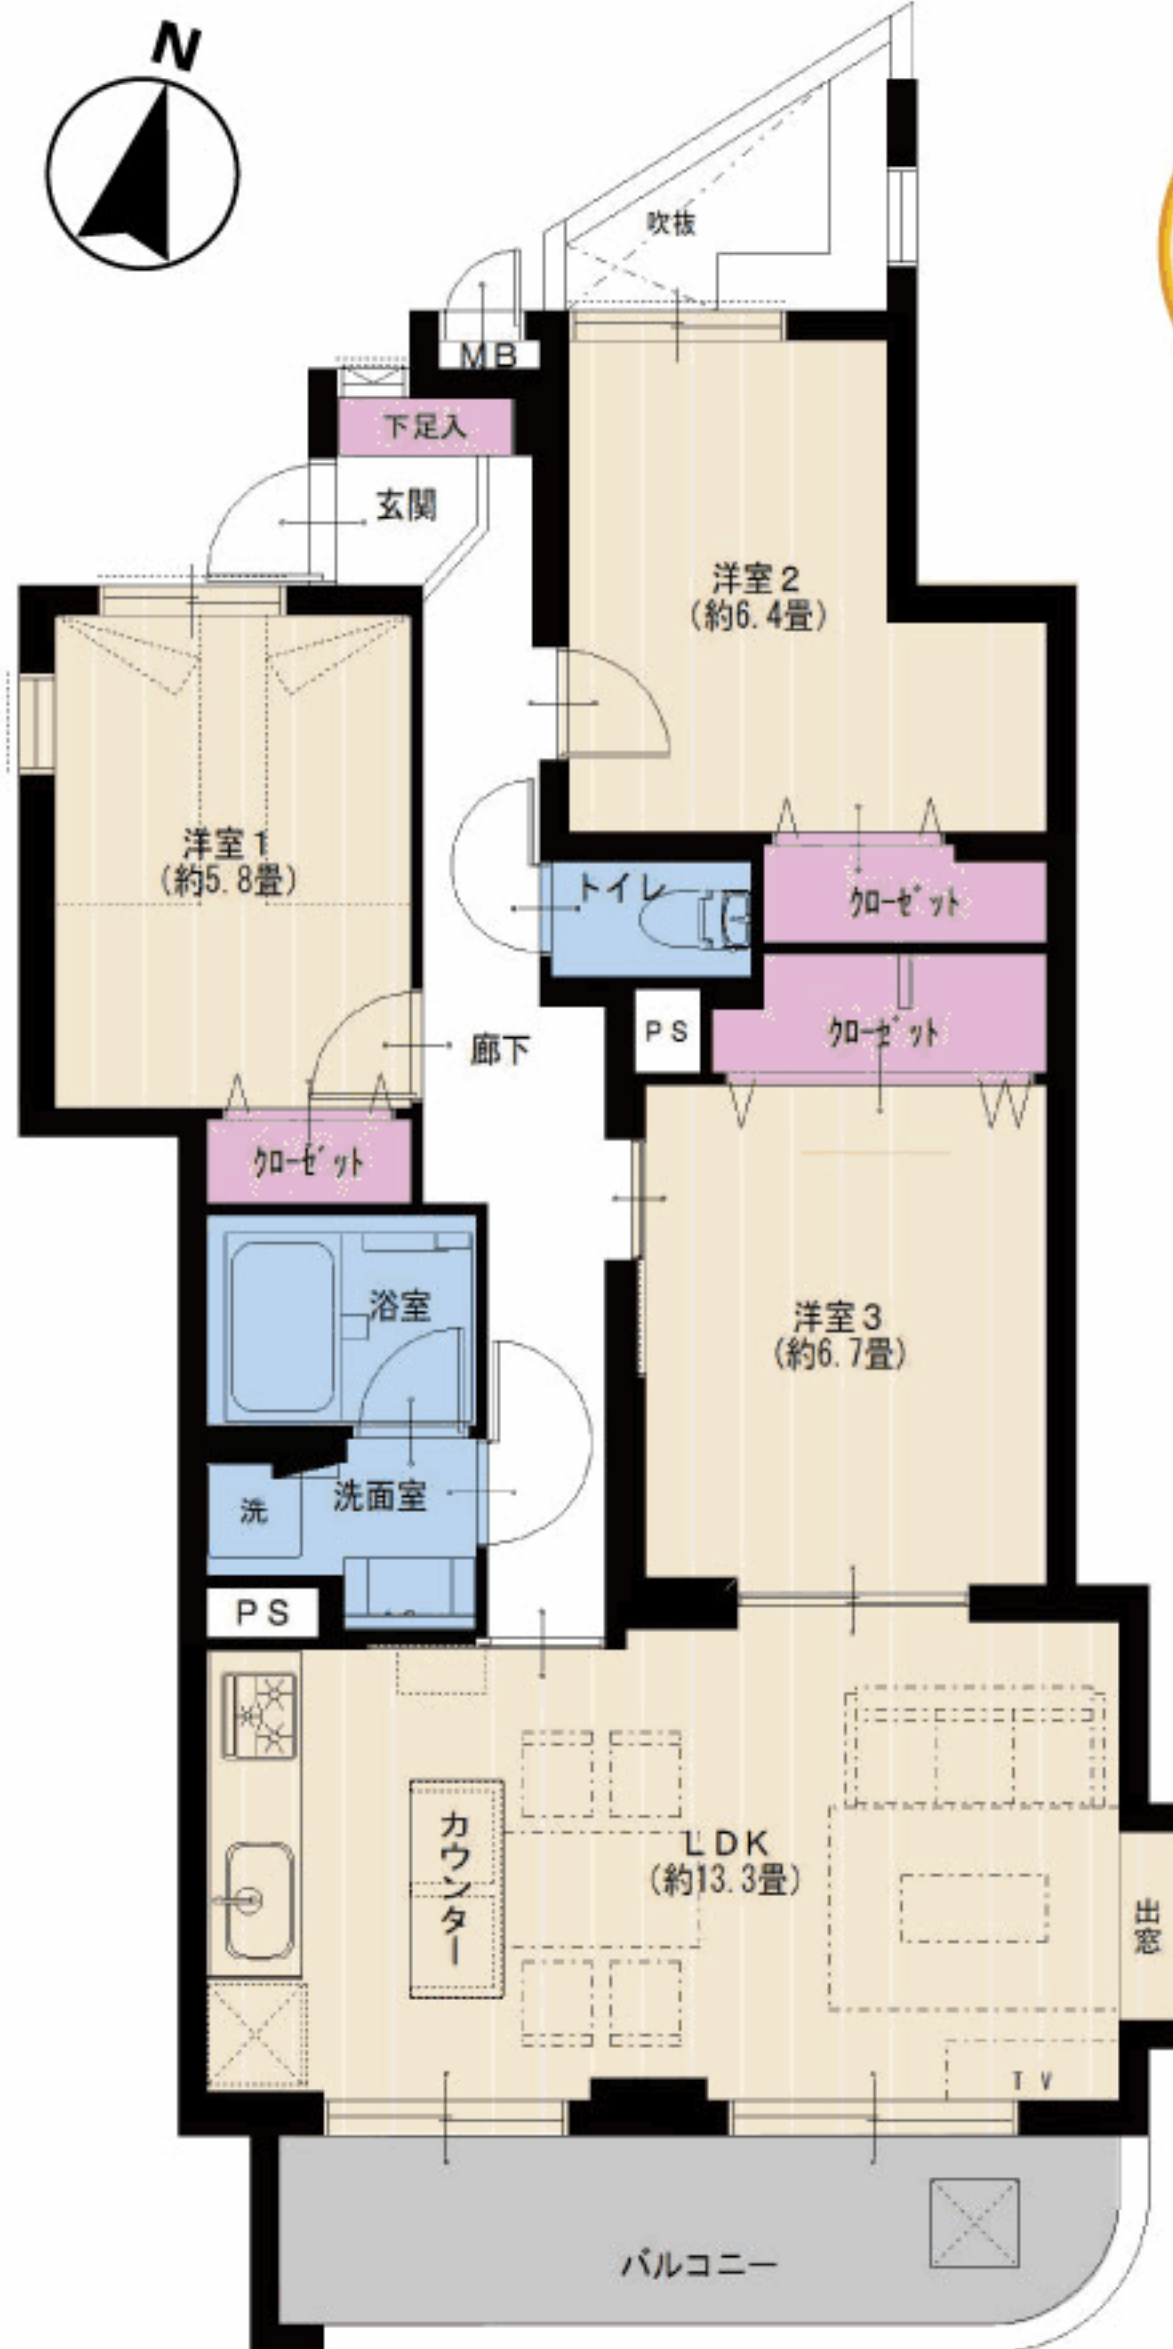 N
吹抜
MB
下足入
玄関
洋室2
(約6.4畳)
洋室1
(約5.8畳)
トイレ
クローゼット
クローゼット
PS
廊下
クローゼット
浴室
洋室3
(約6.7畳)
洗面室
洗
PS
カウンター
LDK
(約13.3畳)
出窓
TV
バルコニー